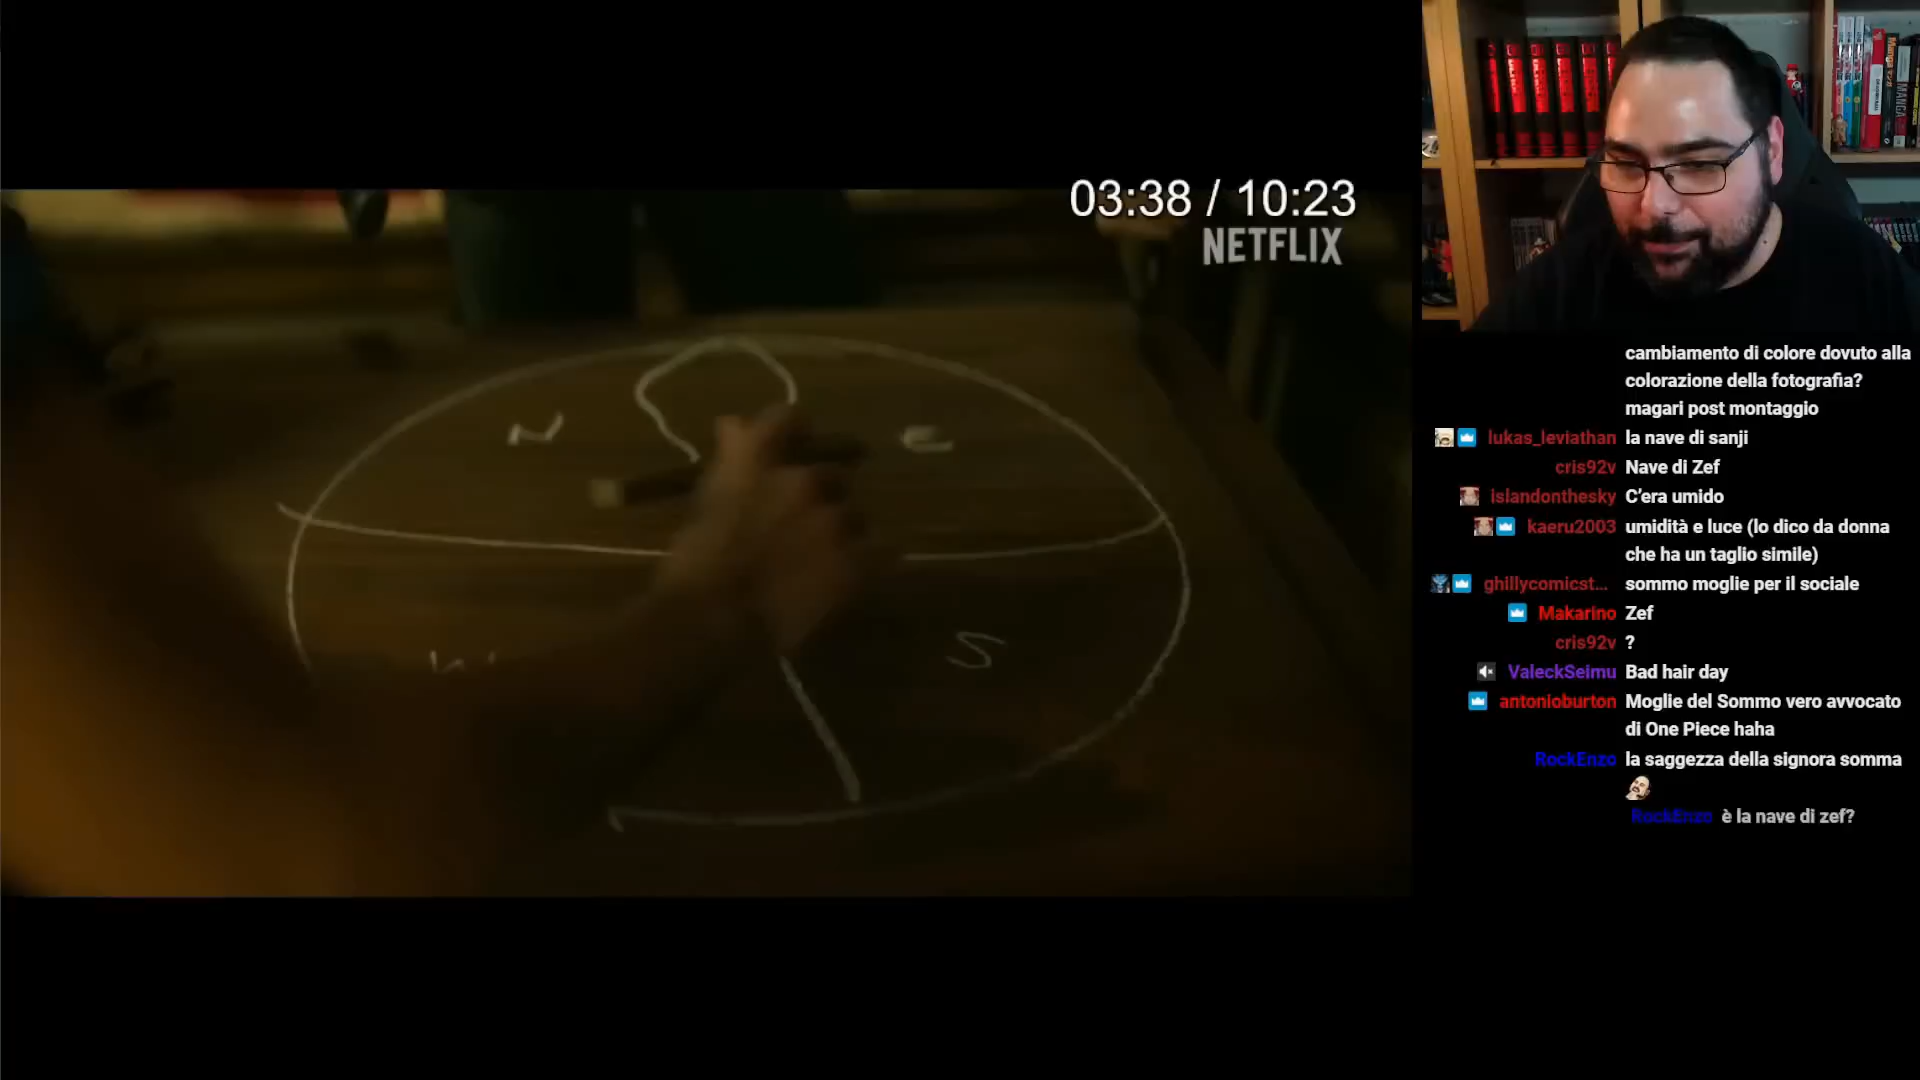 03:38 / 10:23
NETFLIX
N
E
W
S
MANGA
cambiamento di colore dovuto alla
colorazione della fotografia?
magari post montaggio
lukas_leviathan la nave di sanji
cris92v Nave di Zef
islandonthesky C'era umido
kaeru2003 umidità e luce (lo dico da donna
che ha un taglio simile)
ghillycomicst... sommo moglie per il sociale
Makarino Zef
cris92v ?
ValeckSeimu Bad hair day
antonioburton Moglie del Sommo vero avvocato
di One Piece haha
RockEnzo la saggezza della signora somma
RockEnzo è la nave di zef?